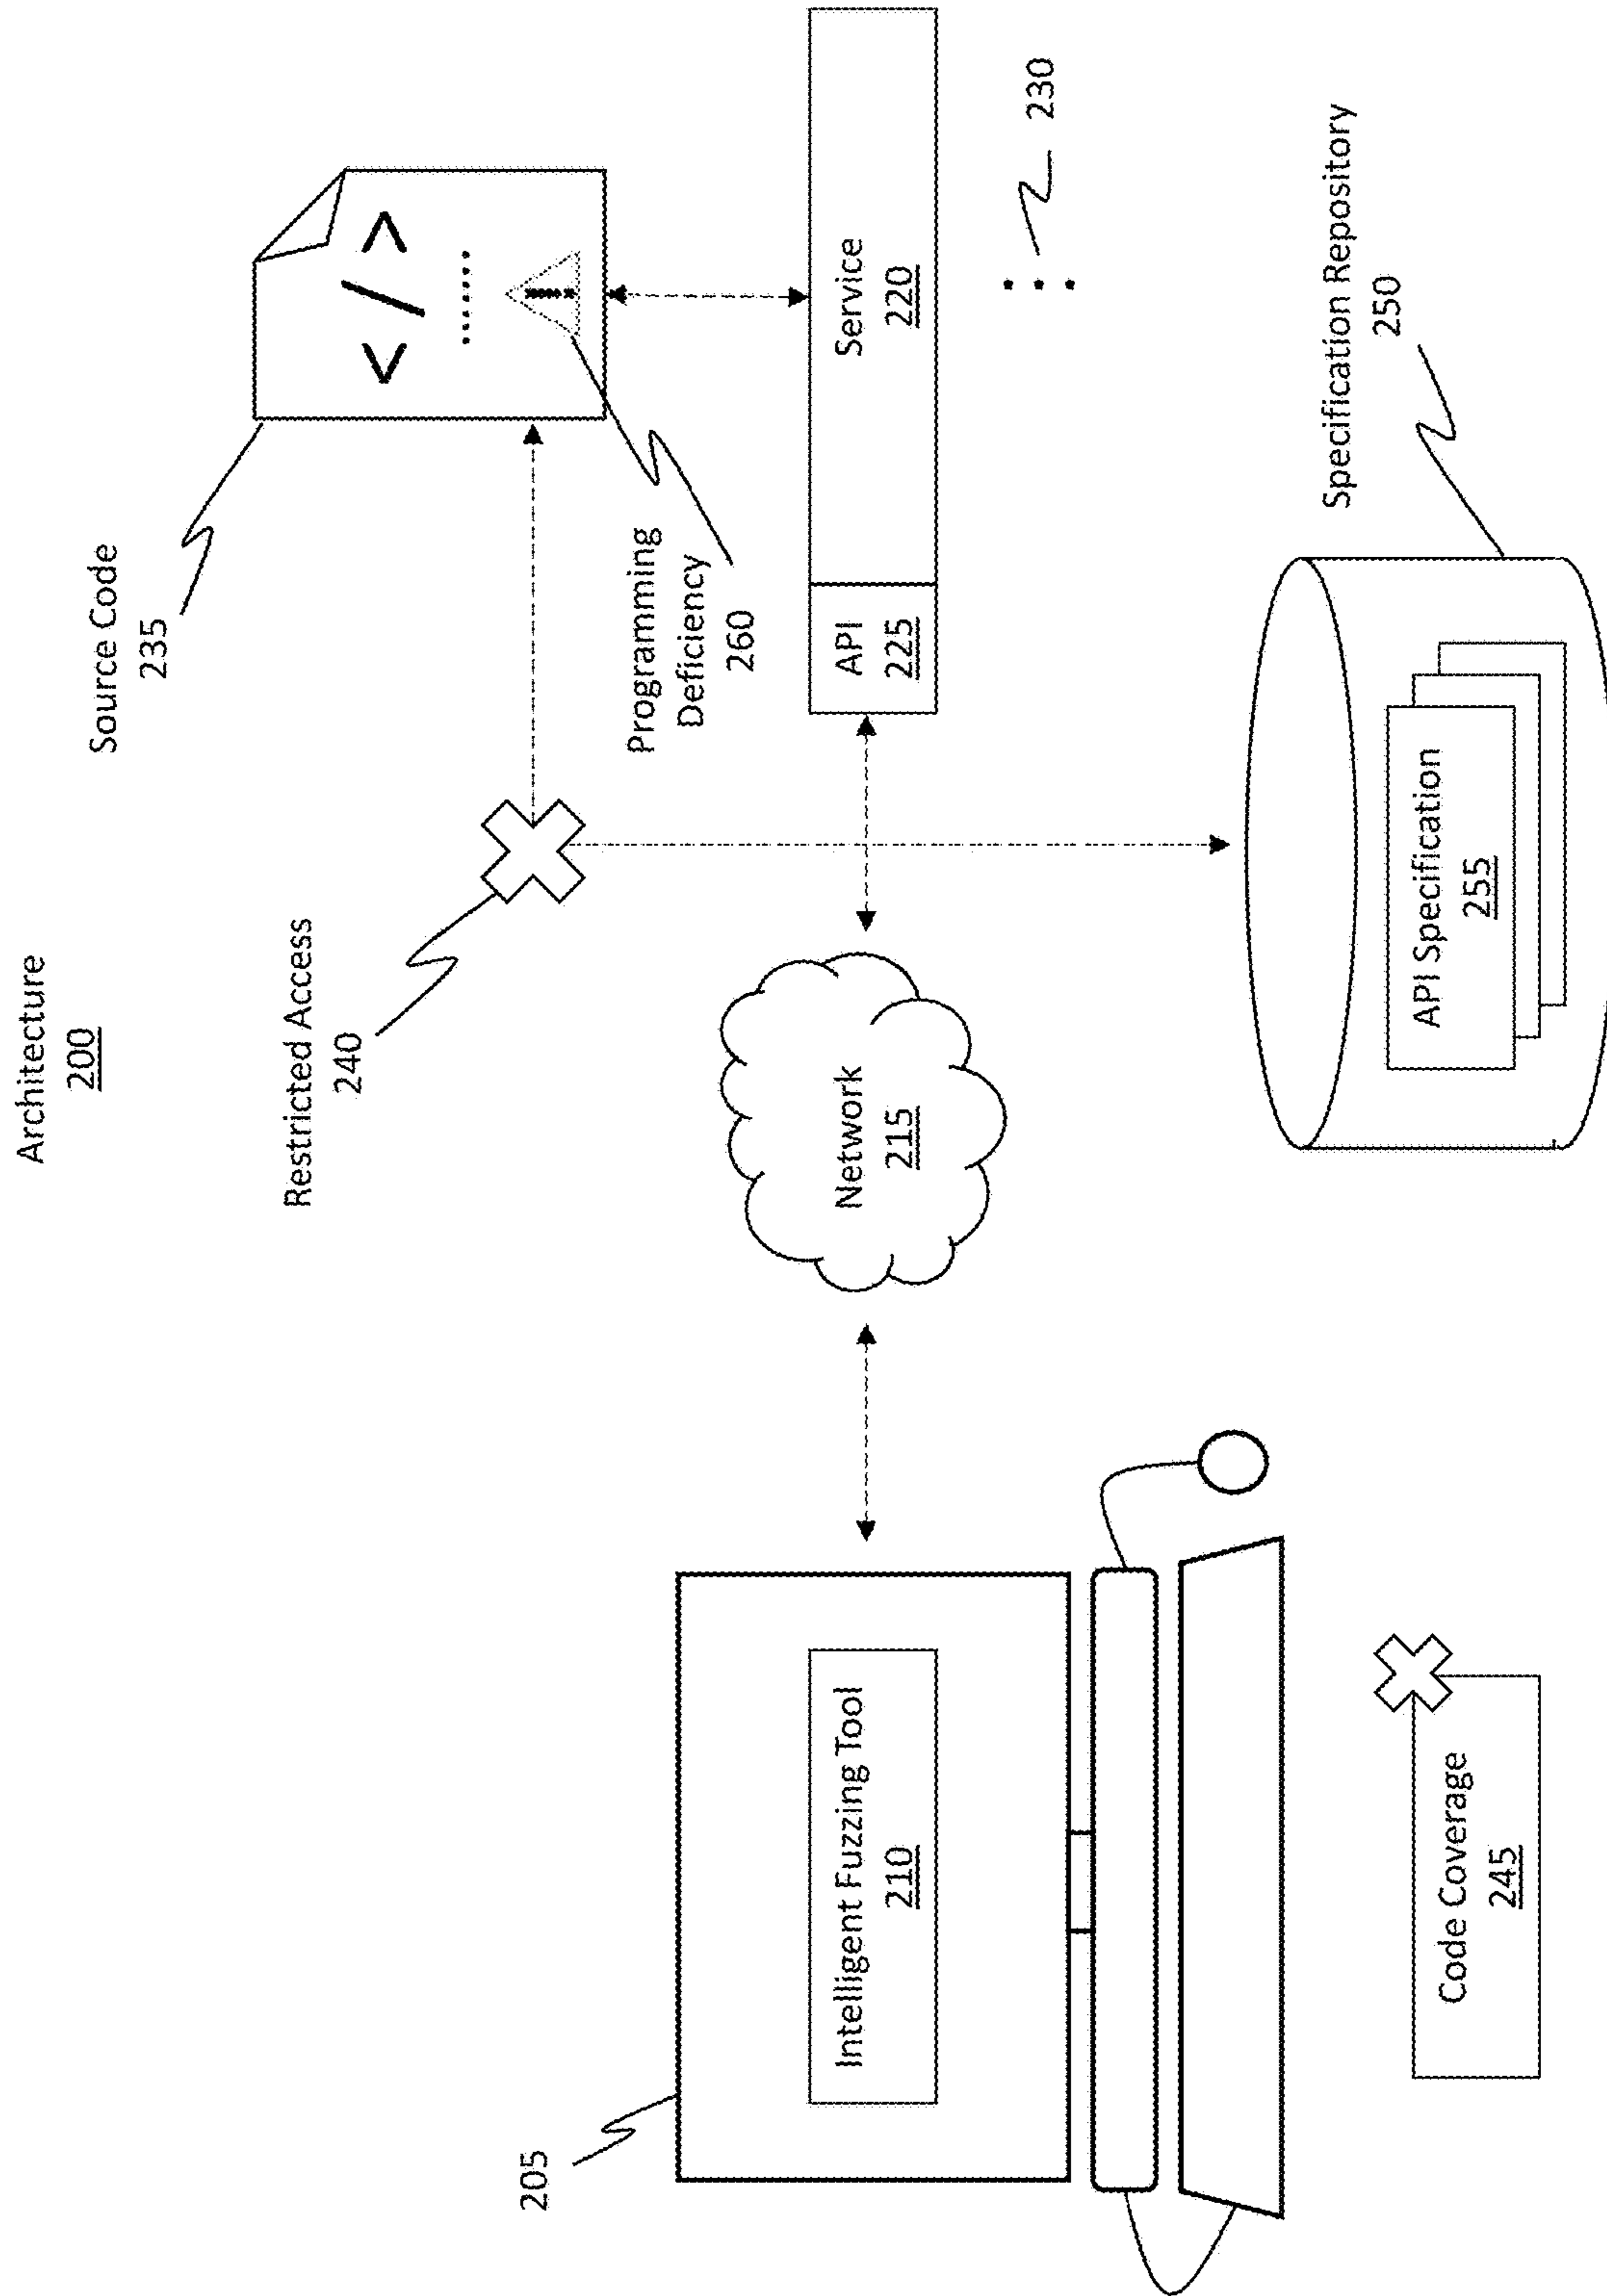 Architecture
200
Source Code
235
Restricted Access
240
< / >
......
!
Programming
Deficiency
260
205
Intelligent Fuzzing Tool
210
Network
215
API
225
Service
220
230
Specification Repository
250
API Specification
255
Code Coverage
245